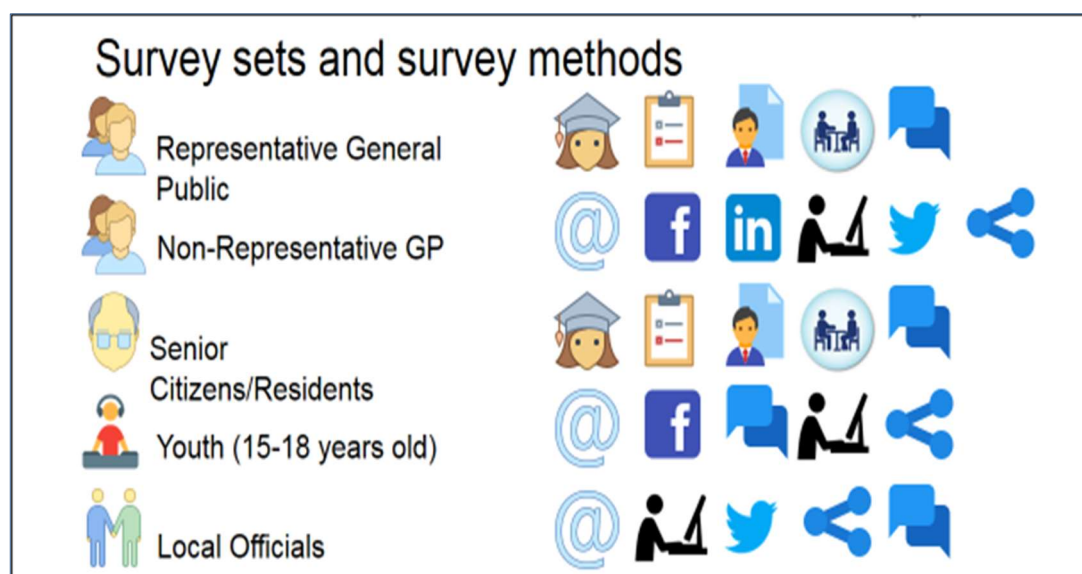 Survey sets and survey methods
Representative General
Public
Non-Representative GP
Senior
Citizens/Residents
Youth (15-18 years old)
Local Officials